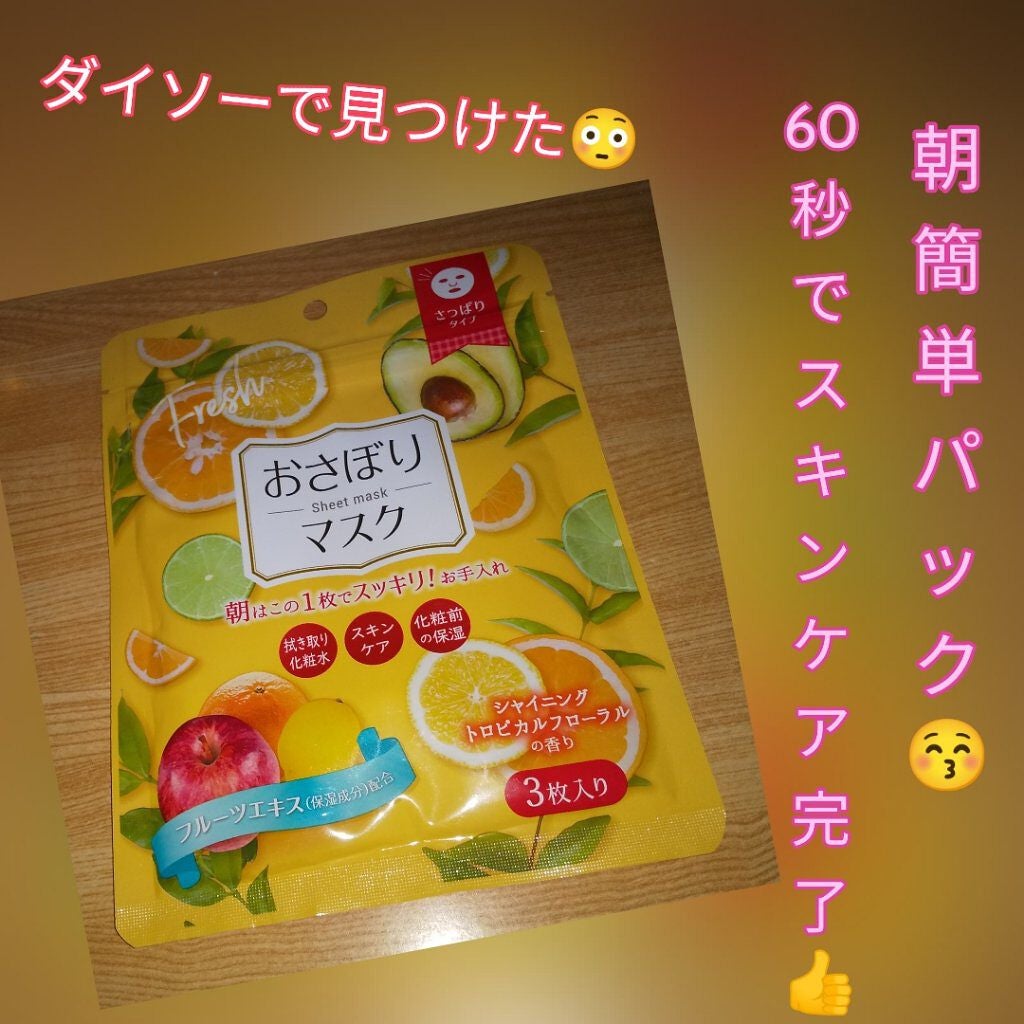 ダイソーで見つけた😳
朝簡単パック😚
60秒でスキンケア完了👍
さっぱり
タイプ
Fresh
おさぼり
Sheet mask
マスク
朝はこの1枚でスッキリ!お手入れ
拭き取り
化粧水
スキン
ケア
化粧前
の保湿
シャイニング
トロピカルフローラル
の香り
フルーツエキス(保湿成分)配合
3枚入り